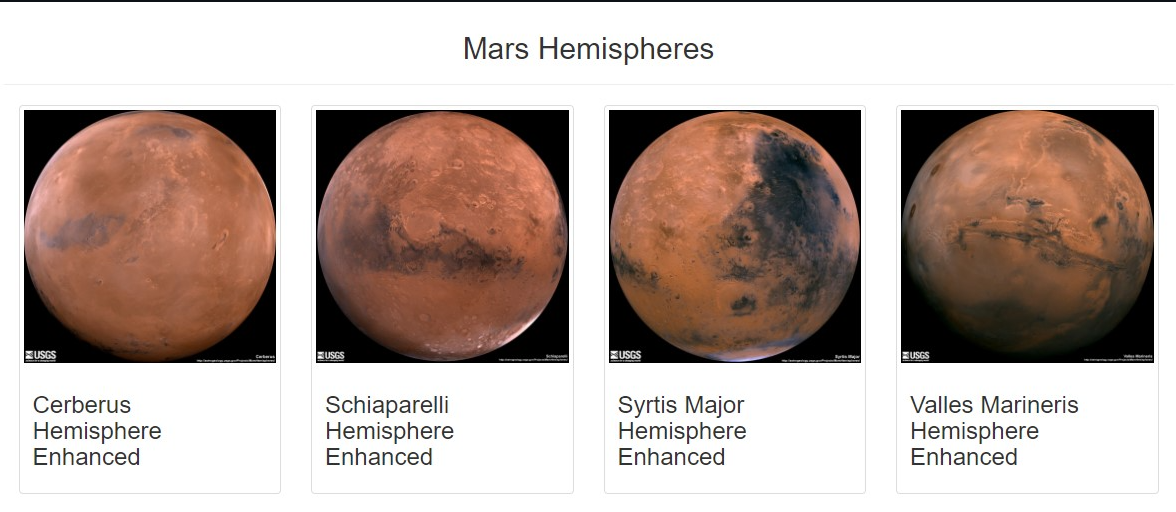 Mars Hemispheres
USGS
Cerberus
USGS
Schiaparelli
USGS
Syrtis Major
USGS
Valles Marineris
Cerberus
Hemisphere
Enhanced
Schiaparelli
Hemisphere
Enhanced
Syrtis Major
Hemisphere
Enhanced
Valles Marineris
Hemisphere
Enhanced